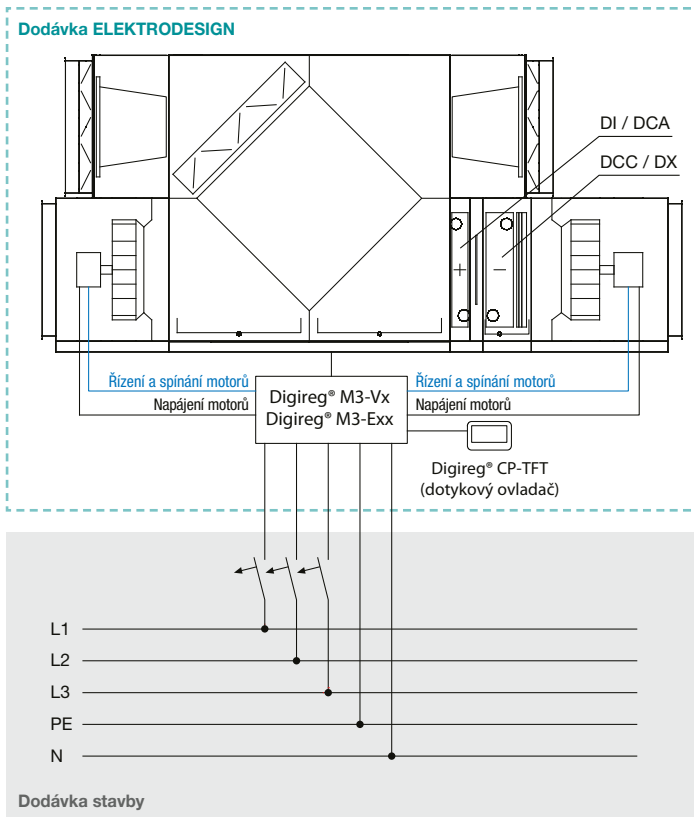 Dodávka ELEKTRODESIGN
DI / DCA
DCC / DX
+
−
Řízení a spínání motorů
Napájení motorů
Digireg® M3-Vx
Digireg® M3-Exx
Řízení a spínání motorů
Napájení motorů
Digireg® CP-TFT
(dotykový ovladač)
L1
L2
L3
PE
N
Dodávka stavby